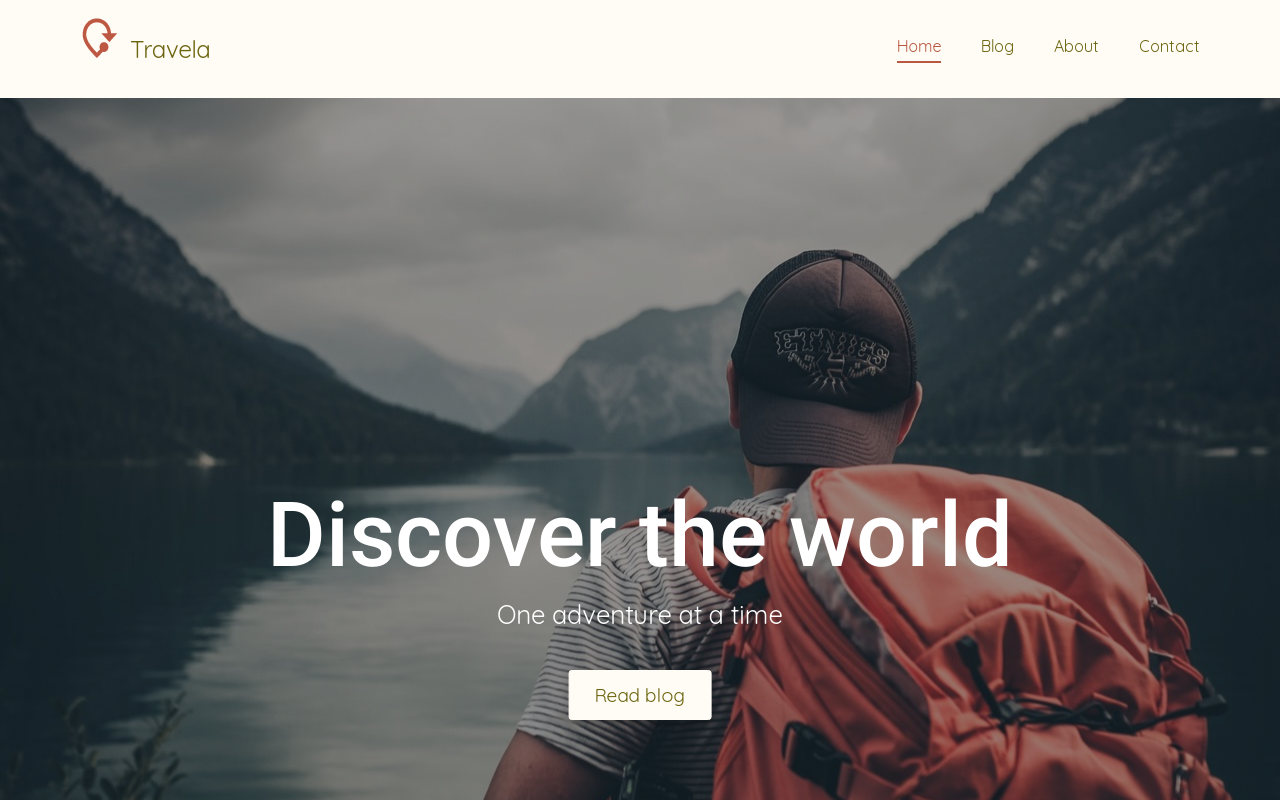 Travela
Home Blog About Contact
ETNIES
Discover the world
One adventure at a time
Read blog